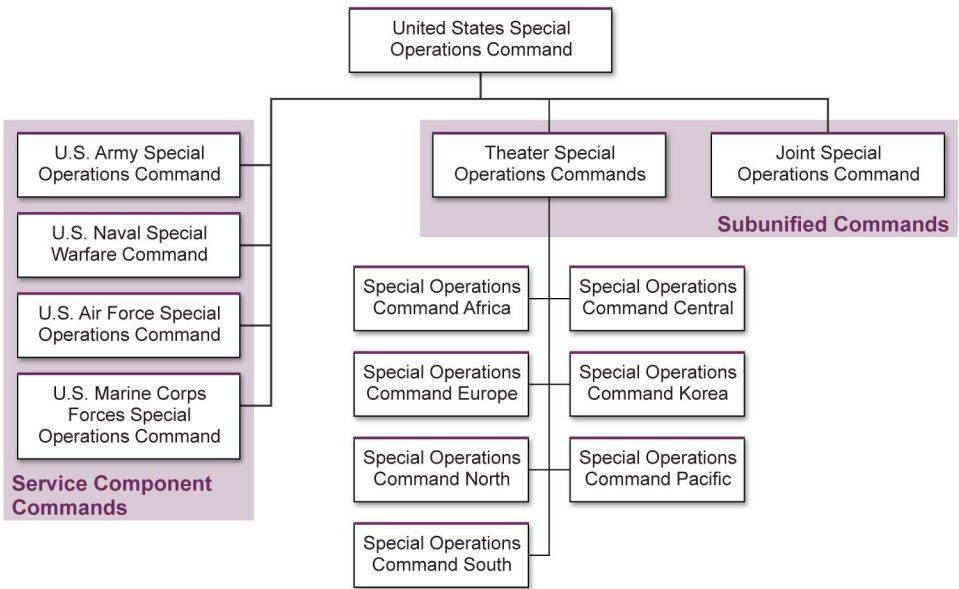 United States Special
Operations Command
U.S. Army Special
Operations Command
U.S. Naval Special
Warfare Command
U.S. Air Force Special
Operations Command
U.S. Marine Corps
Forces Special
Operations Command
Service Component
Commands
Theater Special
Operations Commands
Joint Special
Operations Command
Subunified Commands
Special Operations
Command Africa
Special Operations
Command Central
Special Operations
Command Europe
Special Operations
Command Korea
Special Operations
Command North
Special Operations
Command Pacific
Special Operations
Command South